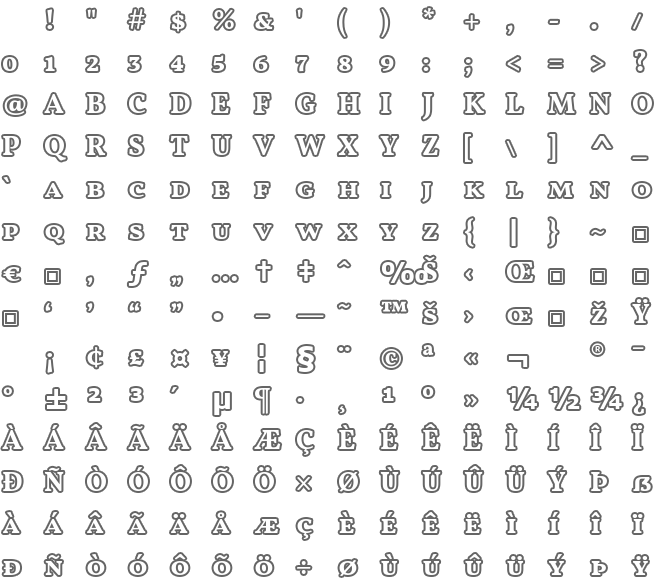 ! " # $ % & ' ( ) * + , - . /
0 1 2 3 4 5 6 7 8 9 : ; < = > ?
@ A B C D E F G H I J K L M N O
P Q R S T U V W X Y Z [ \ ] ^ _
` A B C D E F G H I J K L M N O
P Q R S T U V W X Y Z { | } ~ □
€ □ ‚ ƒ „ … † ‡ ˆ ‰ Š ‹ Œ □ □ □
□ ‘ ’ “ ” • – — ˜ ™ Š › Œ □ Ž Ÿ
¡ ¢ £ ¤ ¥ ¦ § ¨ © ª « ¬ ® ¯
° ± ² ³ ´ µ ¶ · ¸ ¹ º » ¼ ½ ¾ ¿
À Á Â Ã Ä Å Æ Ç È É Ê Ë Ì Í Î Ï
Ð Ñ Ò Ó Ô Õ Ö × Ø Ù Ú Û Ü Ý Þ ß
À Á Â Ã Ä Å Æ Ç È É Ê Ë Ì Í Î Ï
Ð Ñ Ò Ó Ô Õ Ö ÷ Ø Ù Ú Û Ü Ý Þ Ÿ